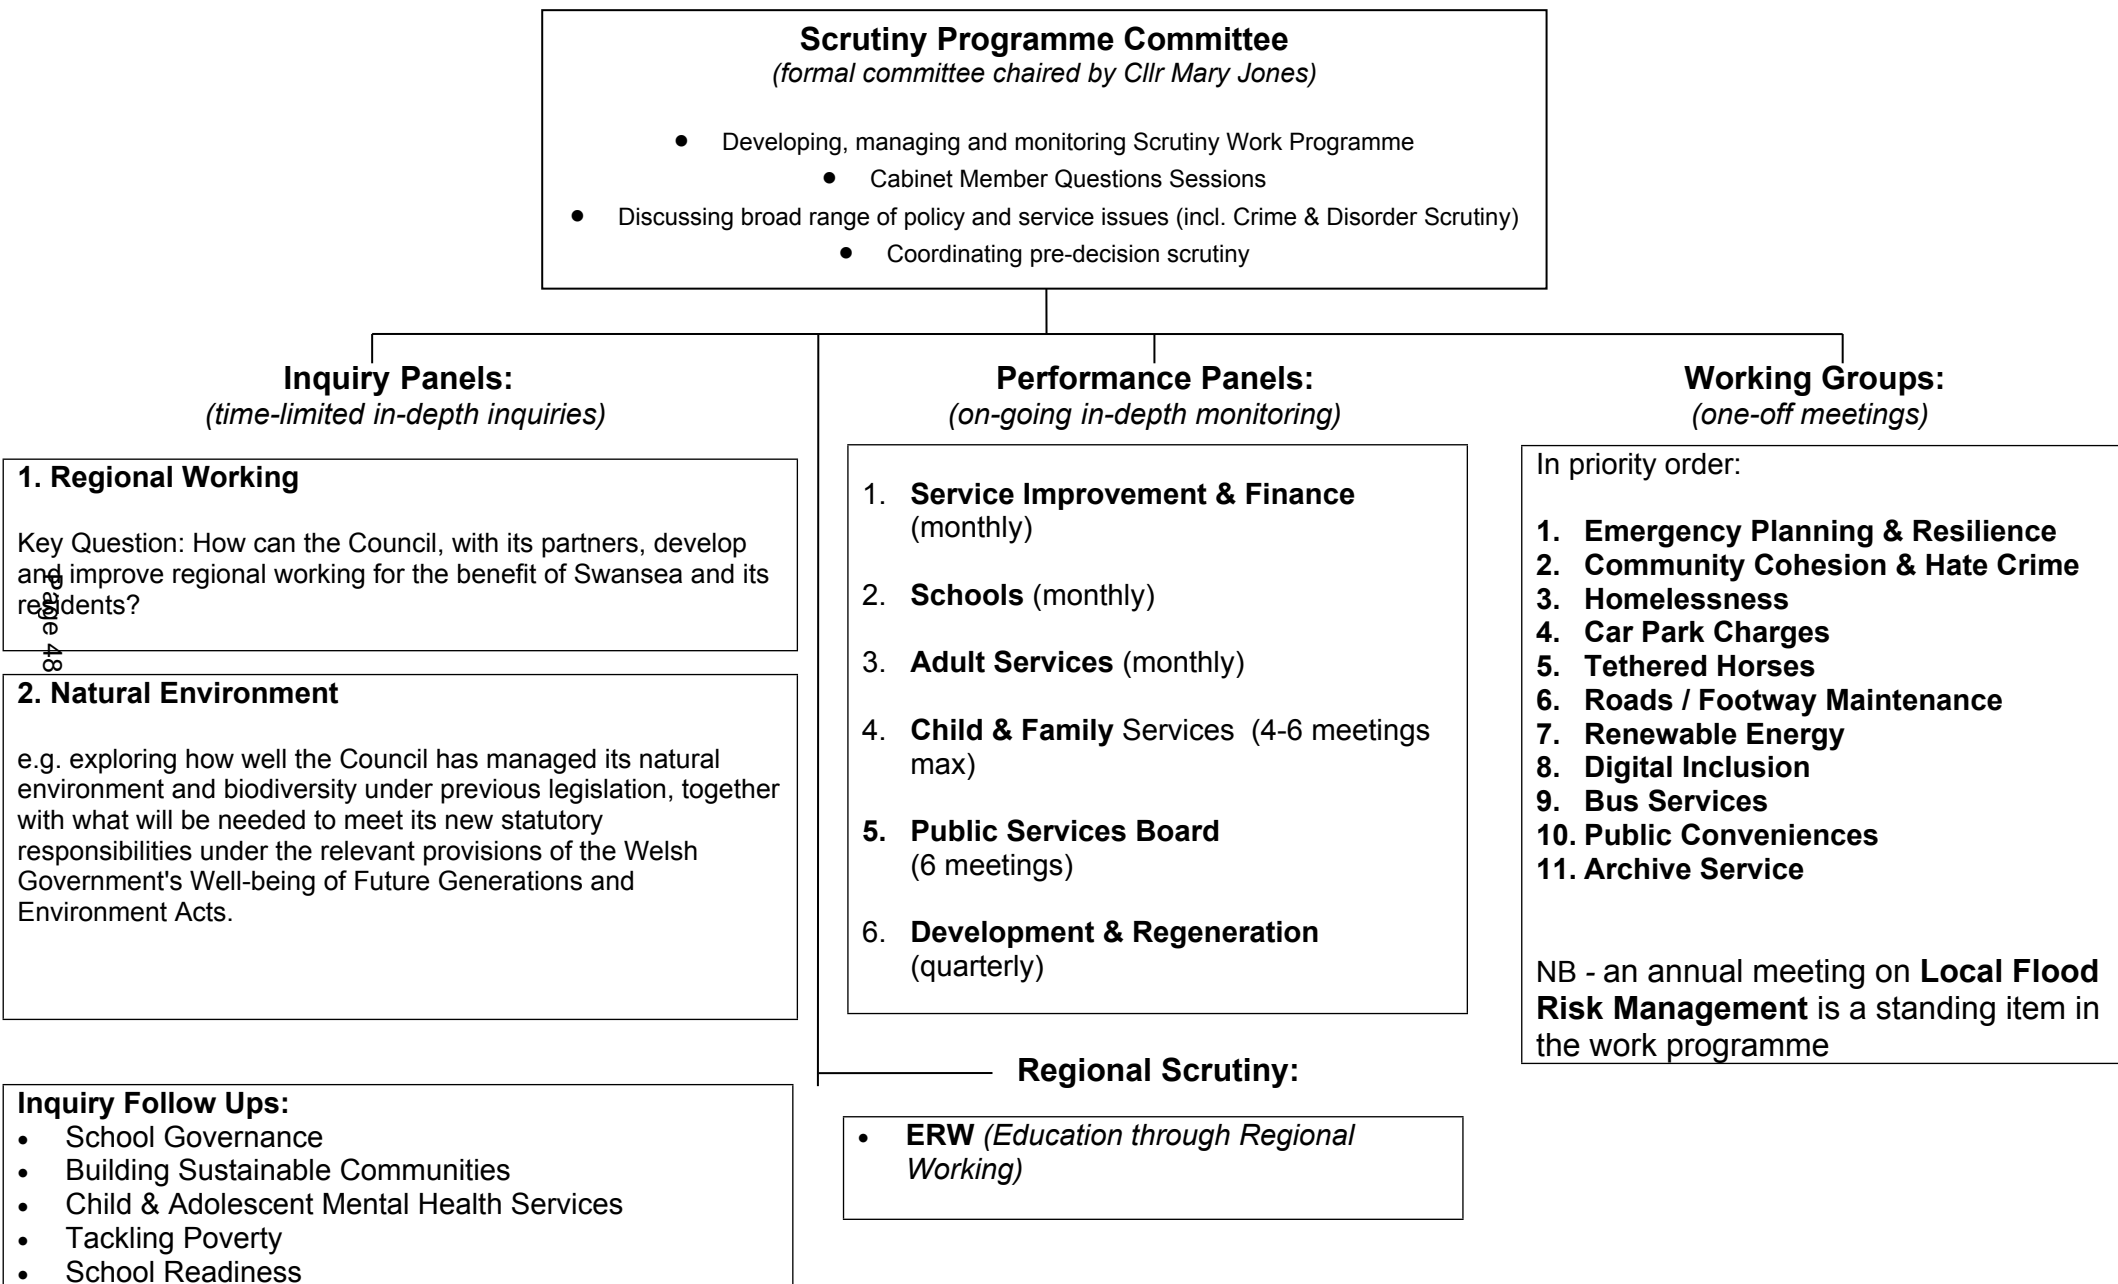 Scrutiny Programme Committee
(formal committee chaired by Cllr Mary Jones)
● Developing, managing and monitoring Scrutiny Work Programme
● Cabinet Member Questions Sessions
● Discussing broad range of policy and service issues (incl. Crime & Disorder Scrutiny)
● Coordinating pre-decision scrutiny
Inquiry Panels:
(time-limited in-depth inquiries)
1. Regional Working
Key Question: How can the Council, with its partners, develop
and improve regional working for the benefit of Swansea and its
residents?
Page 48
2. Natural Environment
e.g. exploring how well the Council has managed its natural
environment and biodiversity under previous legislation, together
with what will be needed to meet its new statutory
responsibilities under the relevant provisions of the Welsh
Government's Well-being of Future Generations and
Environment Acts.
Inquiry Follow Ups:
• School Governance
• Building Sustainable Communities
• Child & Adolescent Mental Health Services
• Tackling Poverty
• School Readiness
Performance Panels:
(on-going in-depth monitoring)
1. Service Improvement & Finance
(monthly)
2. Schools (monthly)
3. Adult Services (monthly)
4. Child & Family Services (4-6 meetings
max)
5. Public Services Board
(6 meetings)
6. Development & Regeneration
(quarterly)
Regional Scrutiny:
• ERW (Education through Regional
Working)
Working Groups:
(one-off meetings)
In priority order:
1. Emergency Planning & Resilience
2. Community Cohesion & Hate Crime
3. Homelessness
4. Car Park Charges
5. Tethered Horses
6. Roads / Footway Maintenance
7. Renewable Energy
8. Digital Inclusion
9. Bus Services
10. Public Conveniences
11. Archive Service
NB - an annual meeting on Local Flood
Risk Management is a standing item in
the work programme